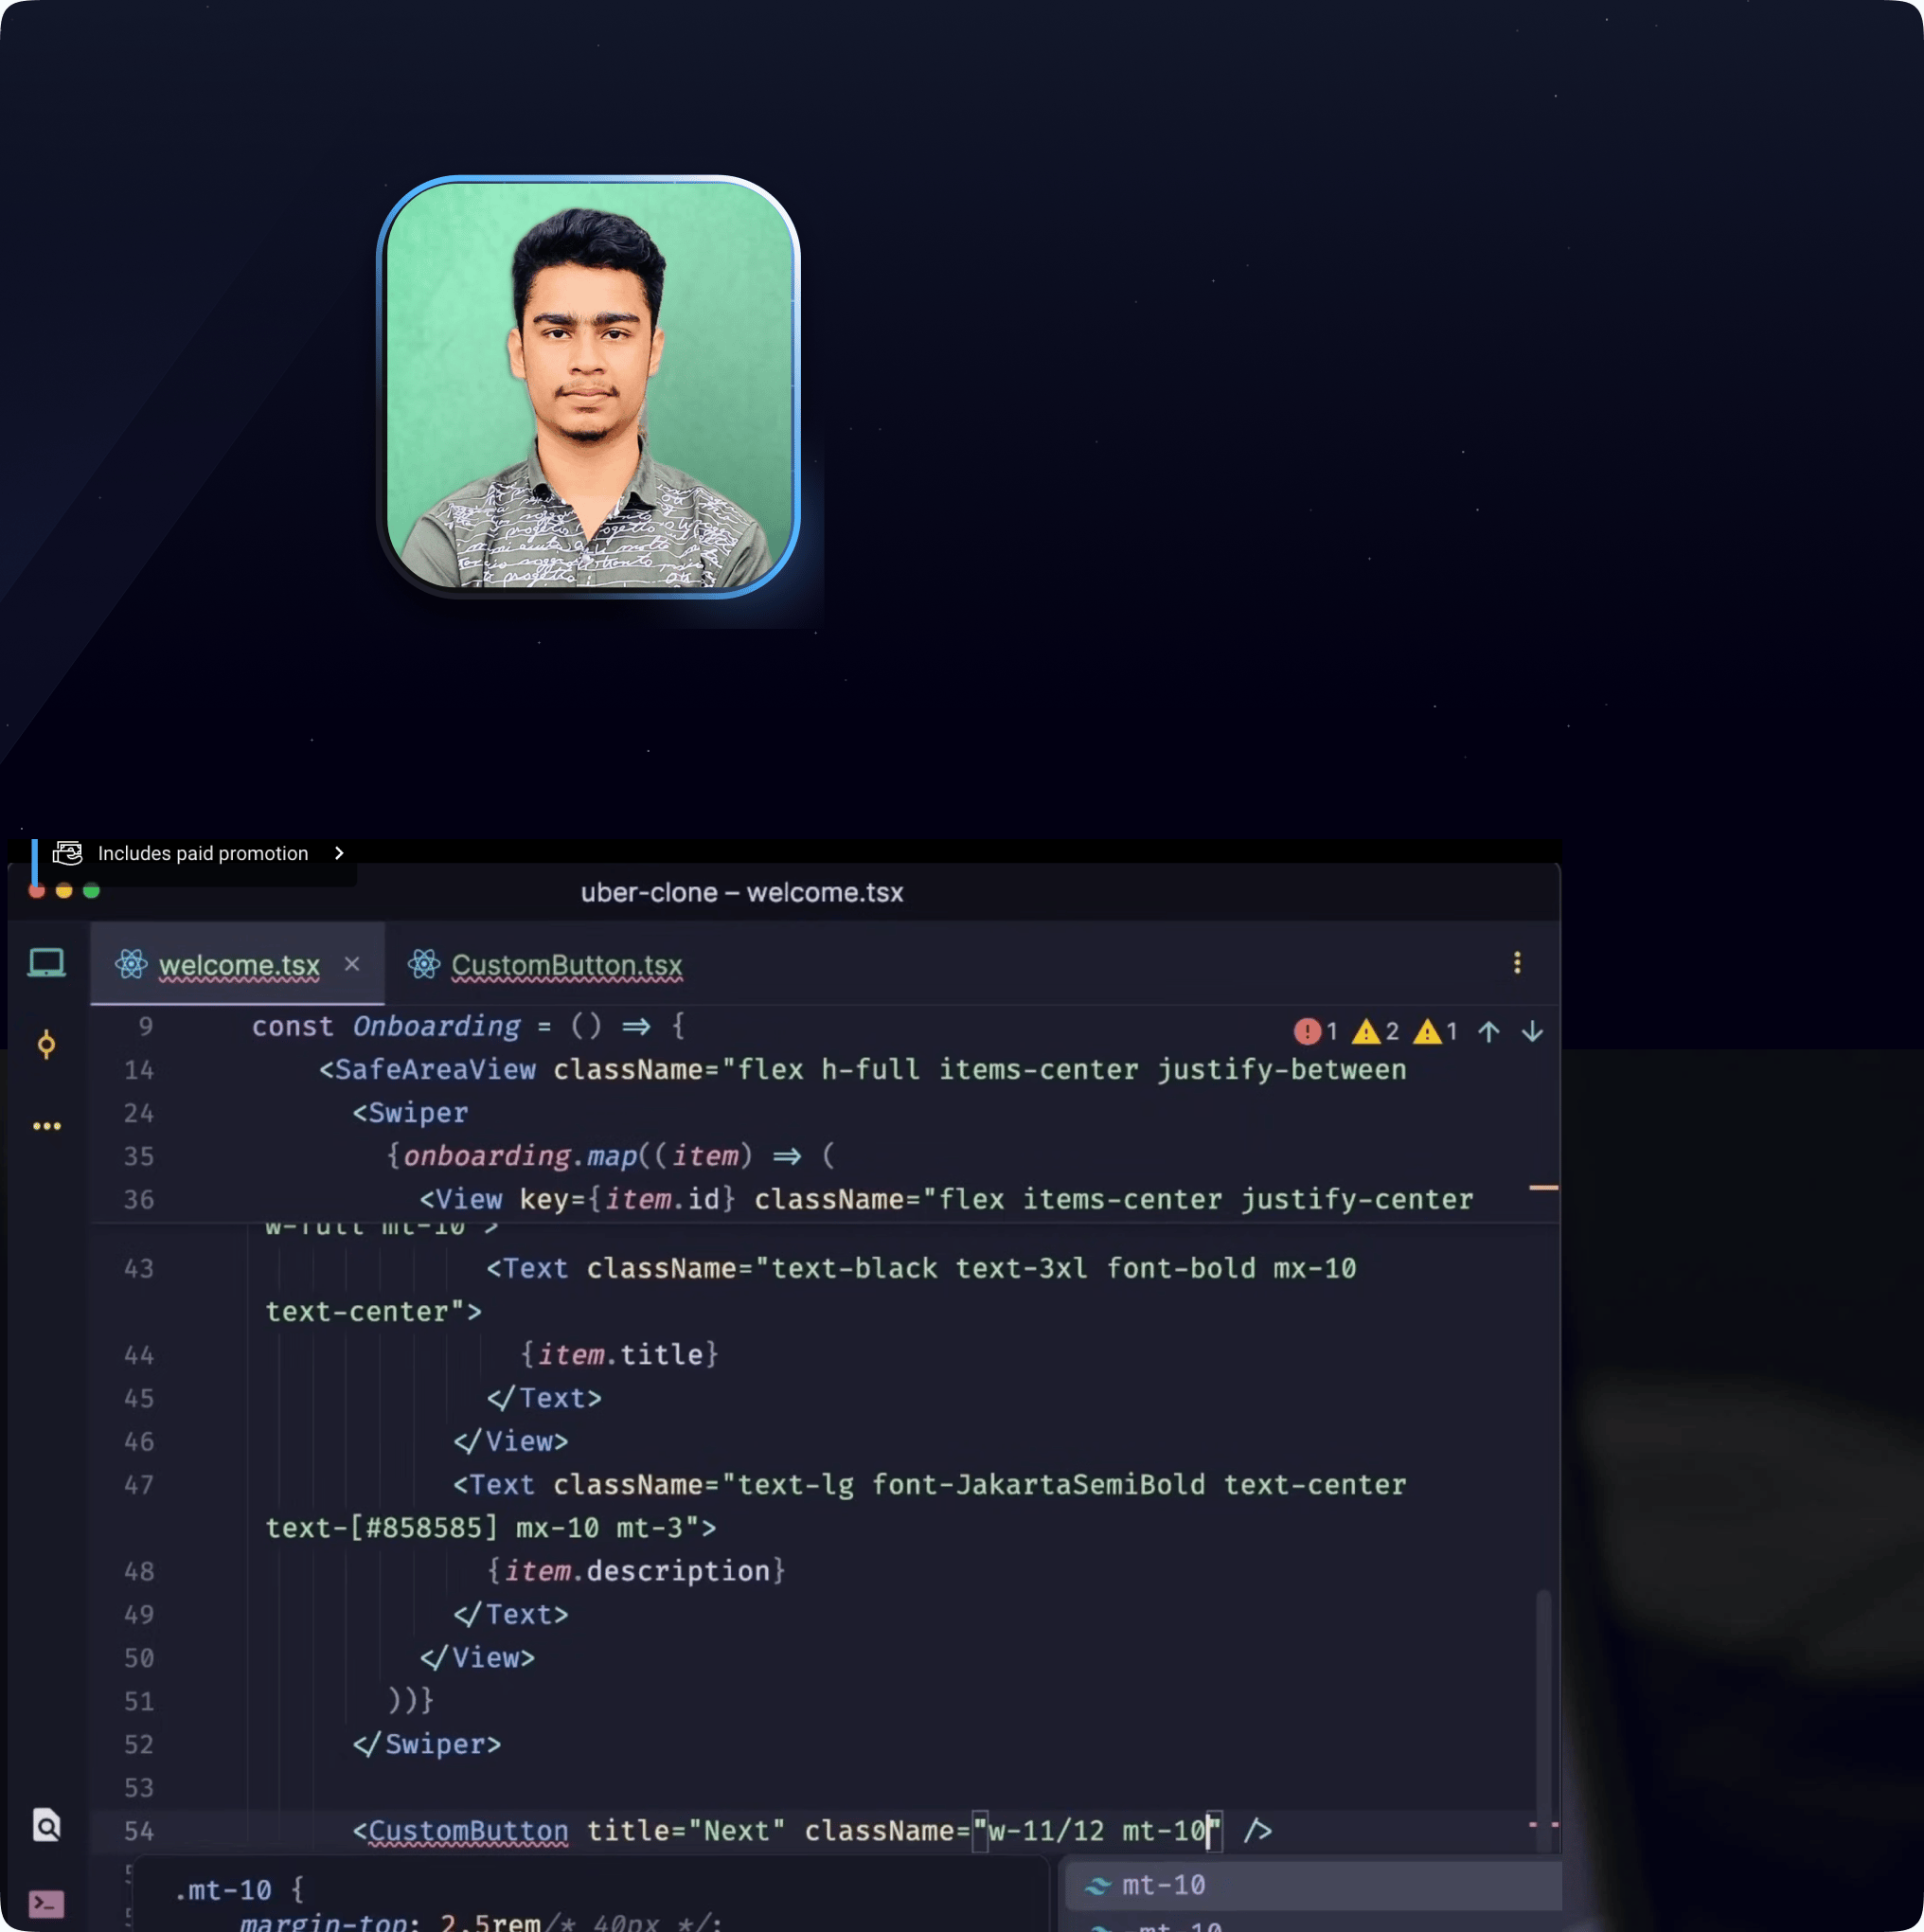 Includes paid promotion
uber-clone – welcome.tsx
welcome.tsx × CustomButton.tsx
9 const Onboarding = () => {
1 2 1
14 <SafeAreaView className="flex h-full items-center justify-between
24 <Swiper
35 {onboarding.map((item) => (
36 <View key={item.id} className="flex items-center justify-center
w-full mt-10">
43 <Text className="text-black text-3xl font-bold mx-10
text-center">
44 {item.title}
45 </Text>
46 </View>
47 <Text className="text-lg font-JakartaSemiBold text-center
text-[#858585] mx-10 mt-3">
48 {item.description}
49 </Text>
50 </View>
51 ))}
52 </Swiper>
53
54 <CustomButton title="Next" className="w-11/12 mt-10" />
.mt-10 {
margin-top: 2.5rem/* 40px */;
mt-10
-mt-10